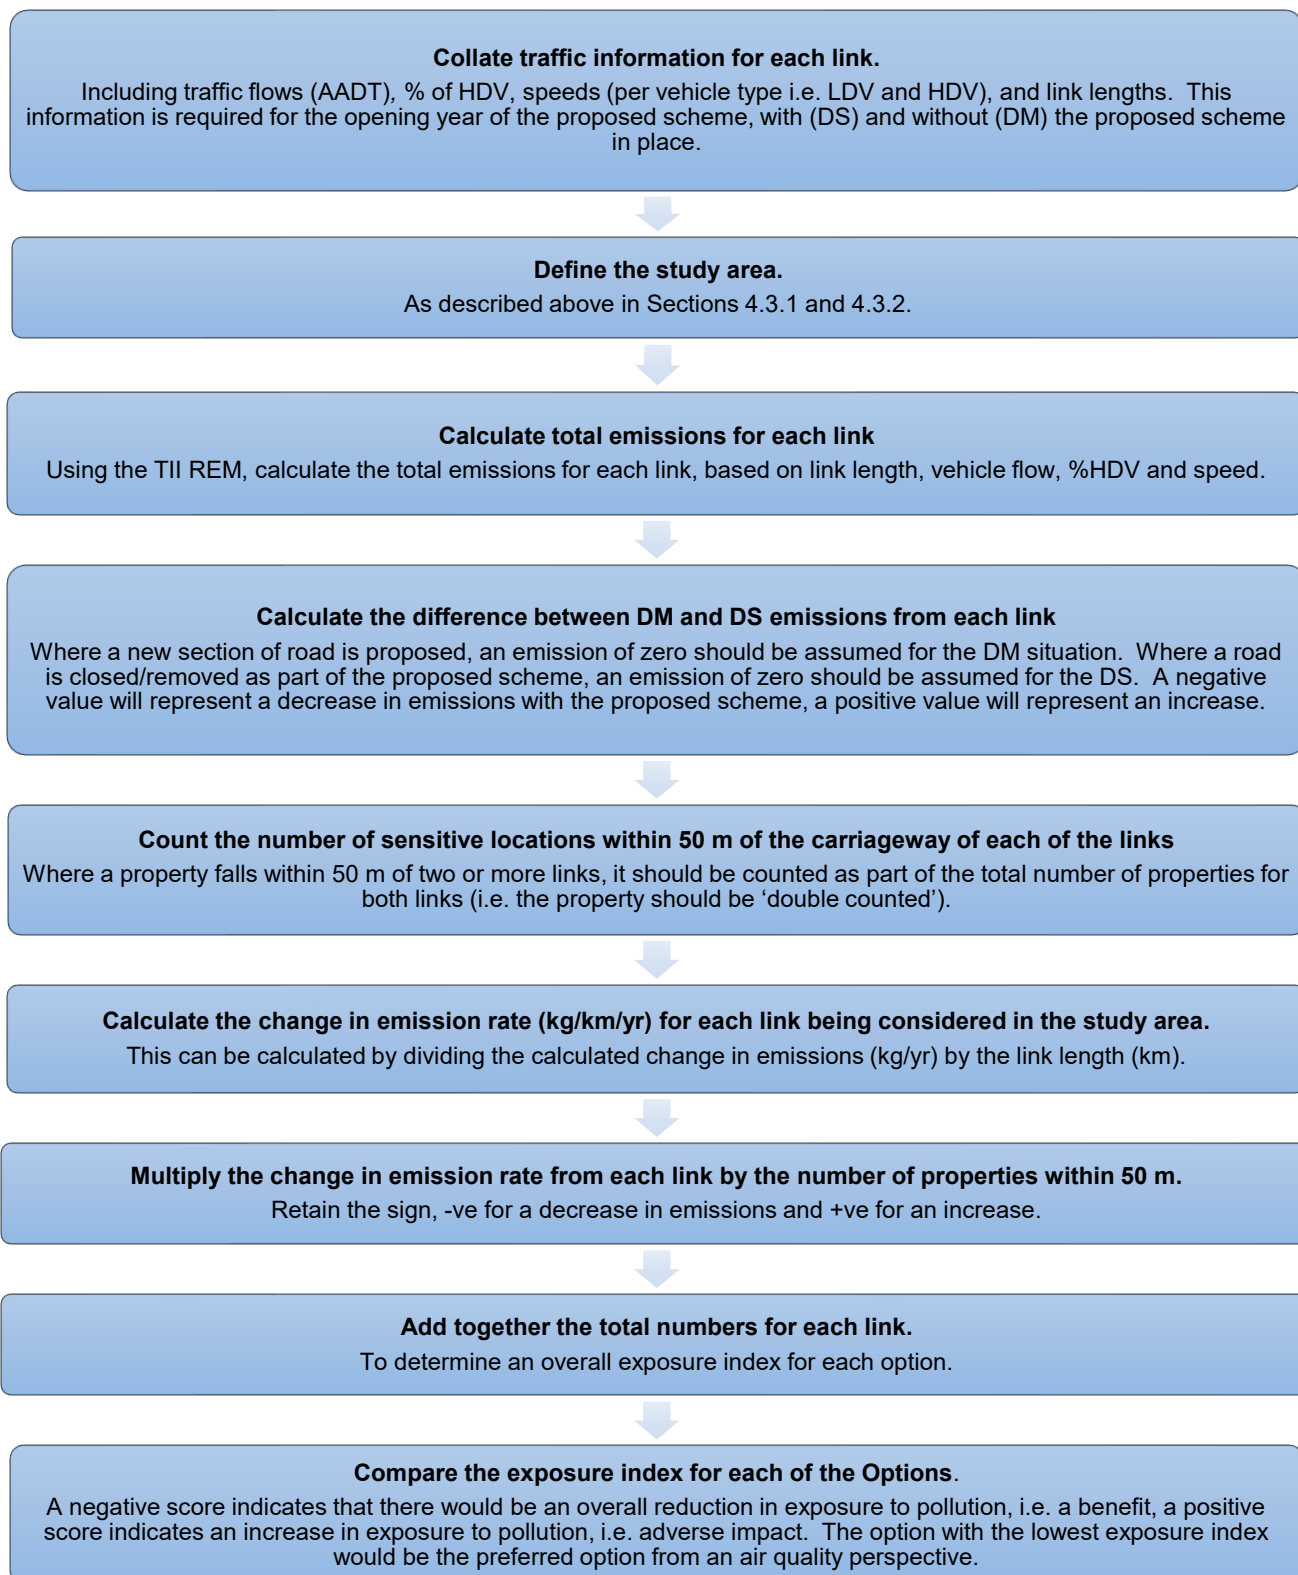 Collate traffic information for each link.
Including traffic flows (AADT), % of HDV, speeds (per vehicle type i.e. LDV and HDV), and link lengths. This
information is required for the opening year of the proposed scheme, with (DS) and without (DM) the proposed scheme
in place.
Define the study area.
As described above in Sections 4.3.1 and 4.3.2.
Calculate total emissions for each link
Using the TII REM, calculate the total emissions for each link, based on link length, vehicle flow, %HDV and speed.
Calculate the difference between DM and DS emissions from each link
Where a new section of road is proposed, an emission of zero should be assumed for the DM situation. Where a road
is closed/removed as part of the proposed scheme, an emission of zero should be assumed for the DS. A negative
value will represent a decrease in emissions with the proposed scheme, a positive value will represent an increase.
Count the number of sensitive locations within 50 m of the carriageway of each of the links
Where a property falls within 50 m of two or more links, it should be counted as part of the total number of properties for
both links (i.e. the property should be ‘double counted’).
Calculate the change in emission rate (kg/km/yr) for each link being considered in the study area.
This can be calculated by dividing the calculated change in emissions (kg/yr) by the link length (km).
Multiply the change in emission rate from each link by the number of properties within 50 m.
Retain the sign, -ve for a decrease in emissions and +ve for an increase.
Add together the total numbers for each link.
To determine an overall exposure index for each option.
Compare the exposure index for each of the Options.
A negative score indicates that there would be an overall reduction in exposure to pollution, i.e. a benefit, a positive
score indicates an increase in exposure to pollution, i.e. adverse impact. The option with the lowest exposure index
would be the preferred option from an air quality perspective.